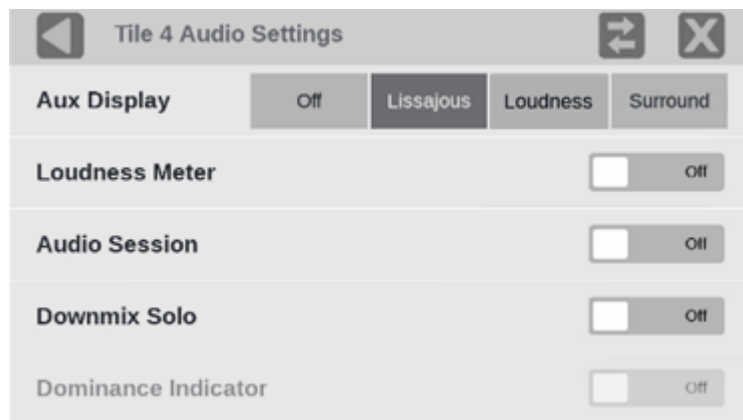 Tile 4 Audio Settings
Aux Display Off Lissajous Loudness Surround
Loudness Meter Off
Audio Session Off
Downmix Solo Off
Dominance Indicator Off